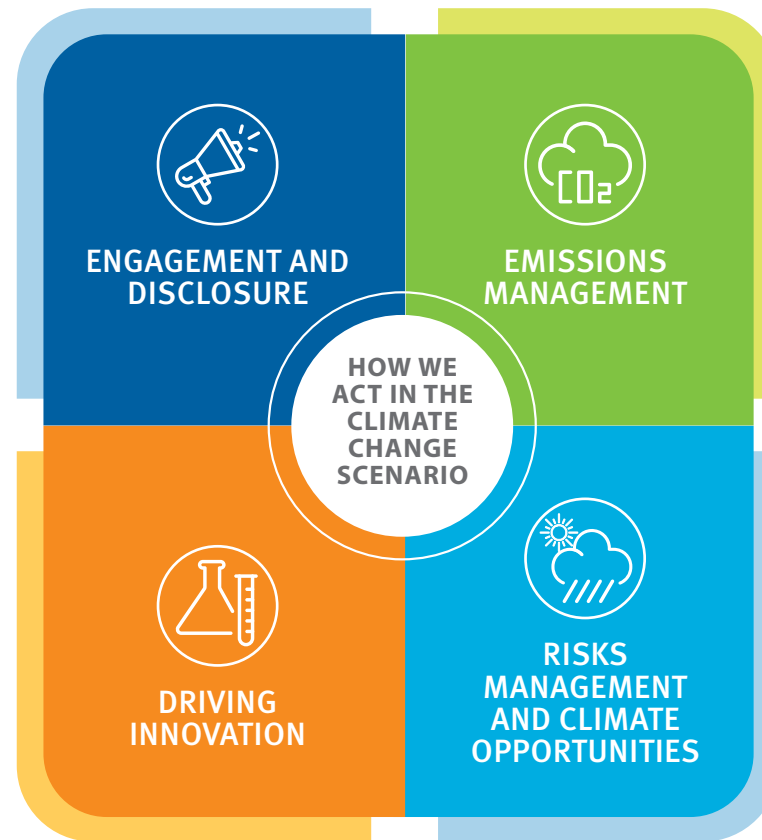 ENGAGEMENT AND
DISCLOSURE
CO2
EMISSIONS
MANAGEMENT
HOW WE
ACT IN THE
CLIMATE
CHANGE
SCENARIO
DRIVING
INNOVATION
RISKS
MANAGEMENT
AND CLIMATE
OPPORTUNITIES